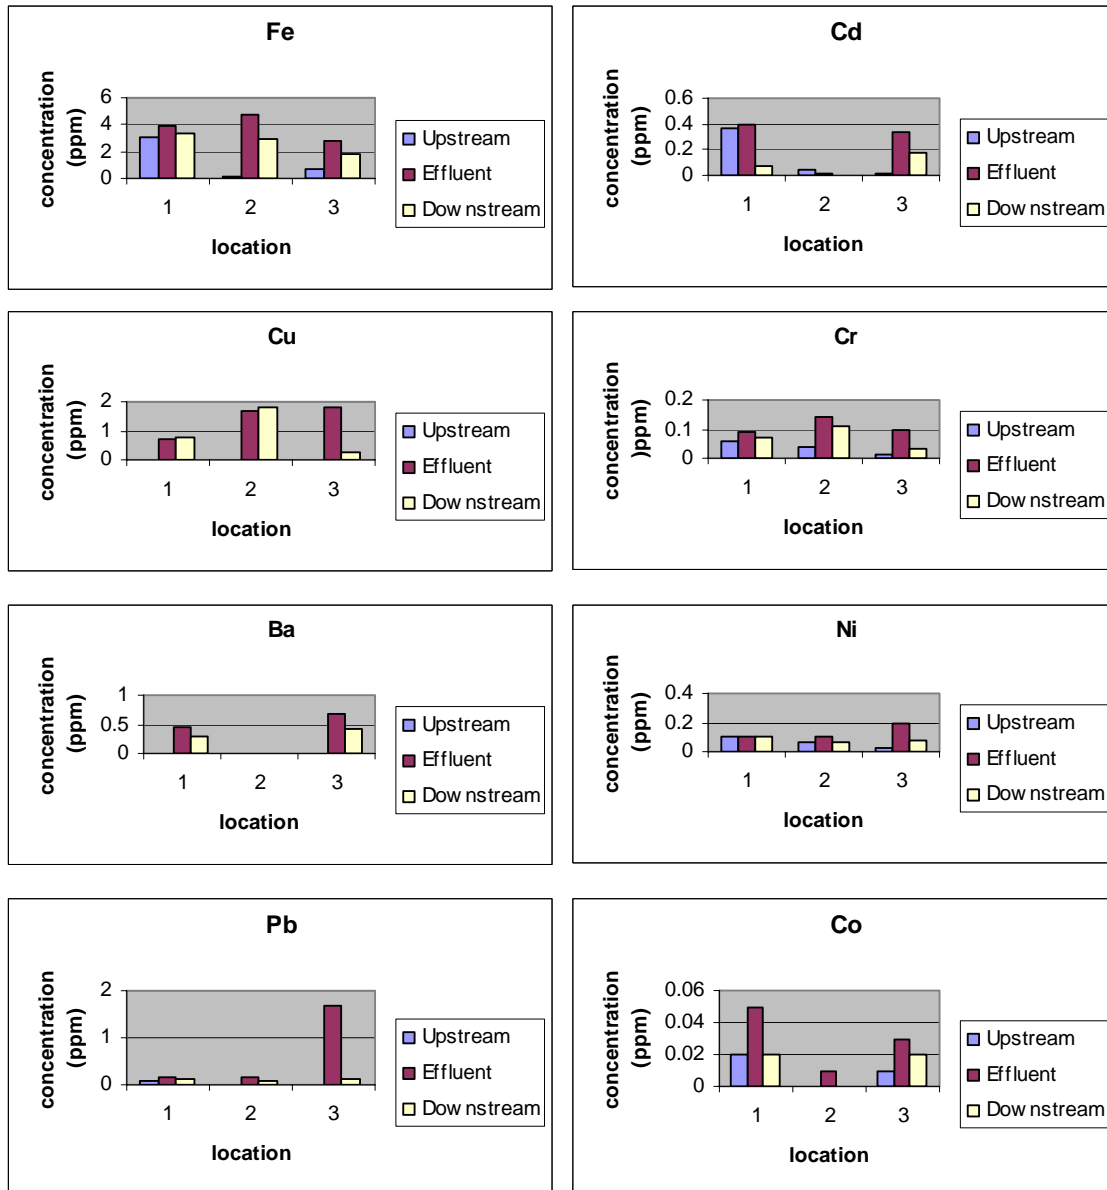 Fe
concentration
(ppm)
6
4
2
0
1 2 3
location
Upstream
Effluent
Dow nstream
Cd
concentration
(ppm)
0.6
0.4
0.2
0
1 2 3
location
Upstream
Effluent
Dow nstream
Cu
concentration
(ppm)
2
1
0
1 2 3
location
Upstream
Effluent
Dow nstream
Cr
concentration
)ppm)
0.2
0.1
0
1 2 3
location
Upstream
Effluent
Dow nstream
Ba
concentration
(ppm)
1
0.5
0
1 2 3
location
Upstream
Effluent
Dow nstream
Ni
concentration
(ppm)
0.4
0.2
0
1 2 3
location
Upstream
Effluent
Dow nstream
Pb
concentration
(ppm)
2
1
0
1 2 3
location
Upstream
Effluent
Dow nstream
Co
concentration
(ppm)
0.06
0.04
0.02
0
1 2 3
location
Upstream
Effluent
Dow nstream